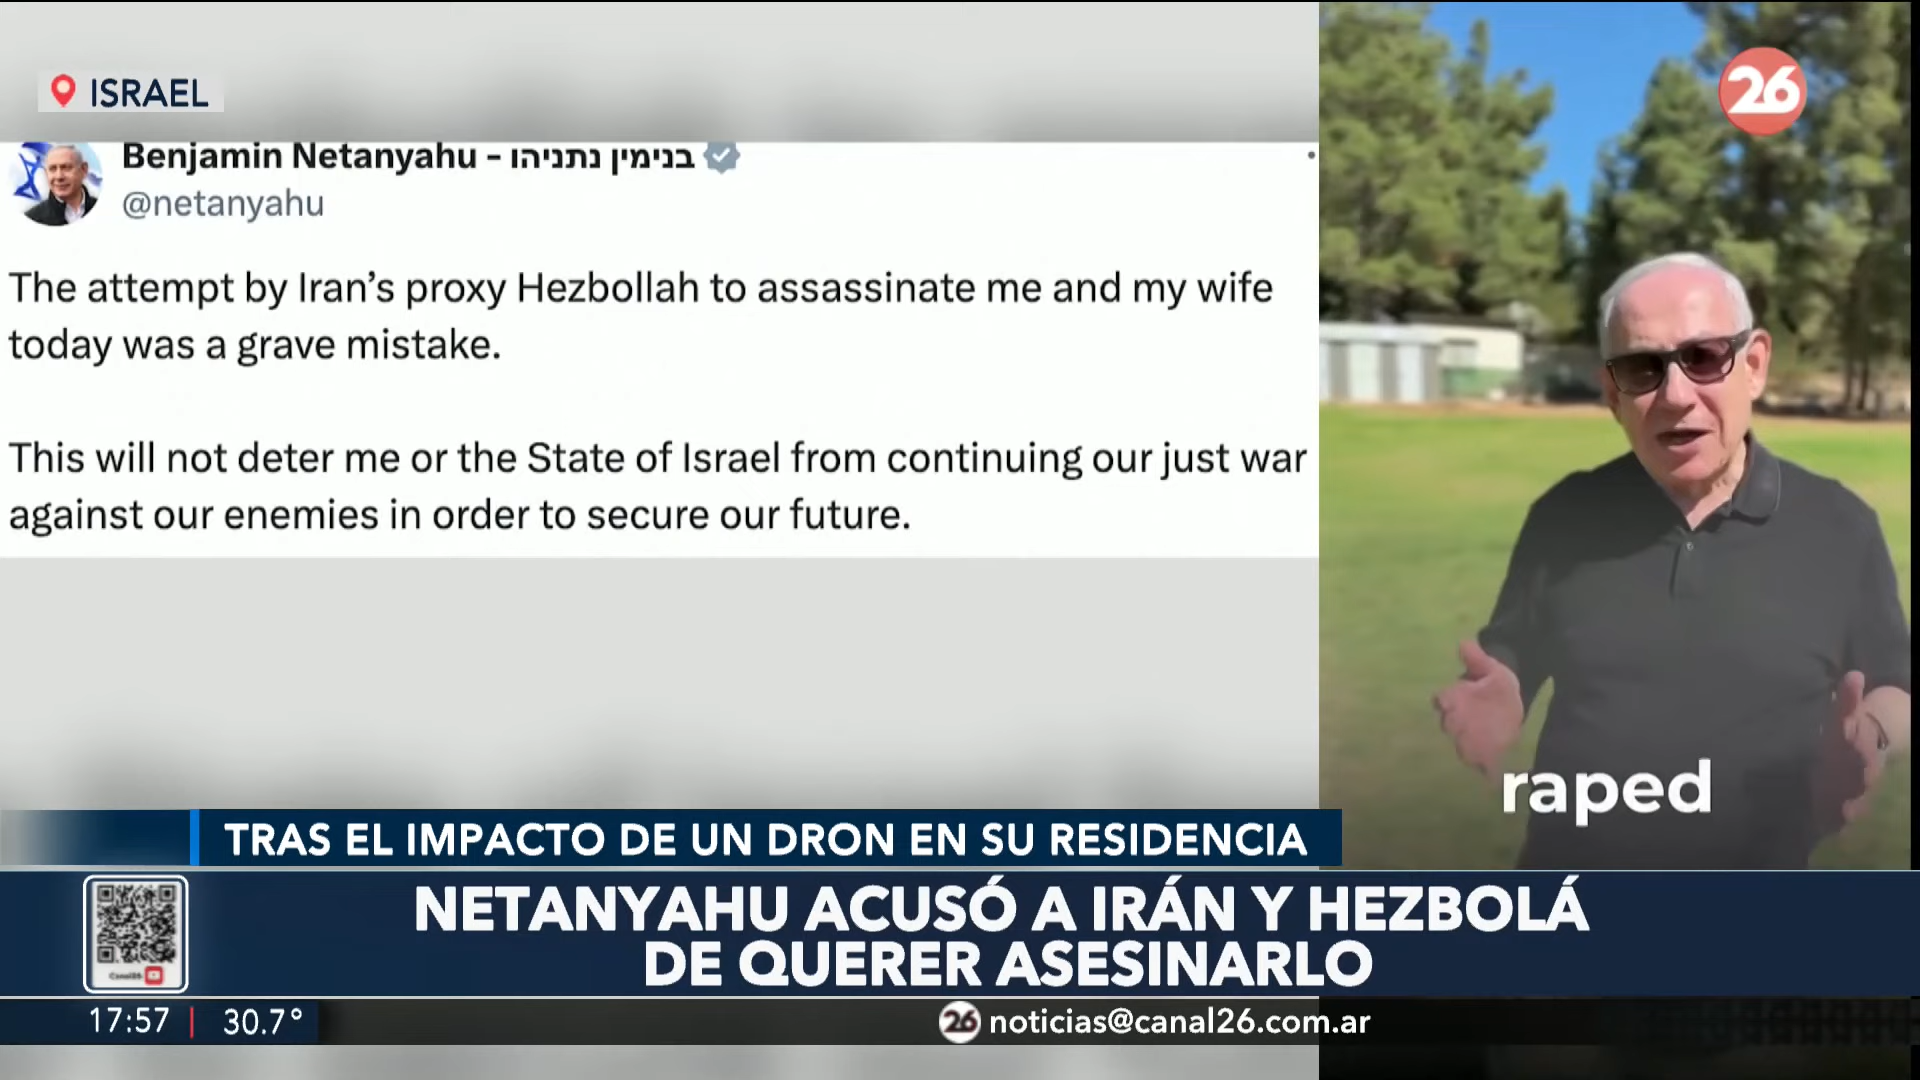 ISRAEL
26
Benjamin Netanyahu - בנימין נתניהו
@netanyahu
The attempt by Iran’s proxy Hezbollah to assassinate me and my wife
today was a grave mistake.
This will not deter me or the State of Israel from continuing our just war
against our enemies in order to secure our future.
raped
TRAS EL IMPACTO DE UN DRON EN SU RESIDENCIA
NETANYAHU ACUSÓ A IRÁN Y HEZBOLÁ
DE QUERER ASESINARLO
Canal26
17:57 | 30.7°
26 noticias@canal26.com.ar